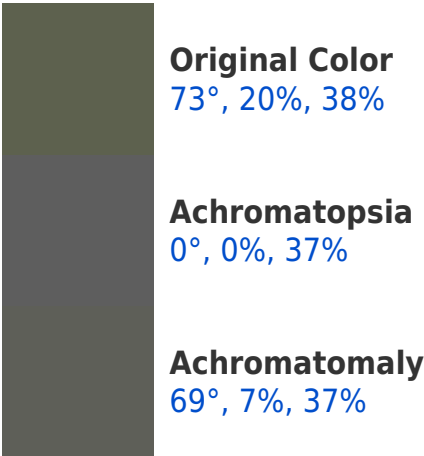 Original Color
73°, 20%, 38%
Achromatopsia
0°, 0%, 37%
Achromatomaly
69°, 7%, 37%